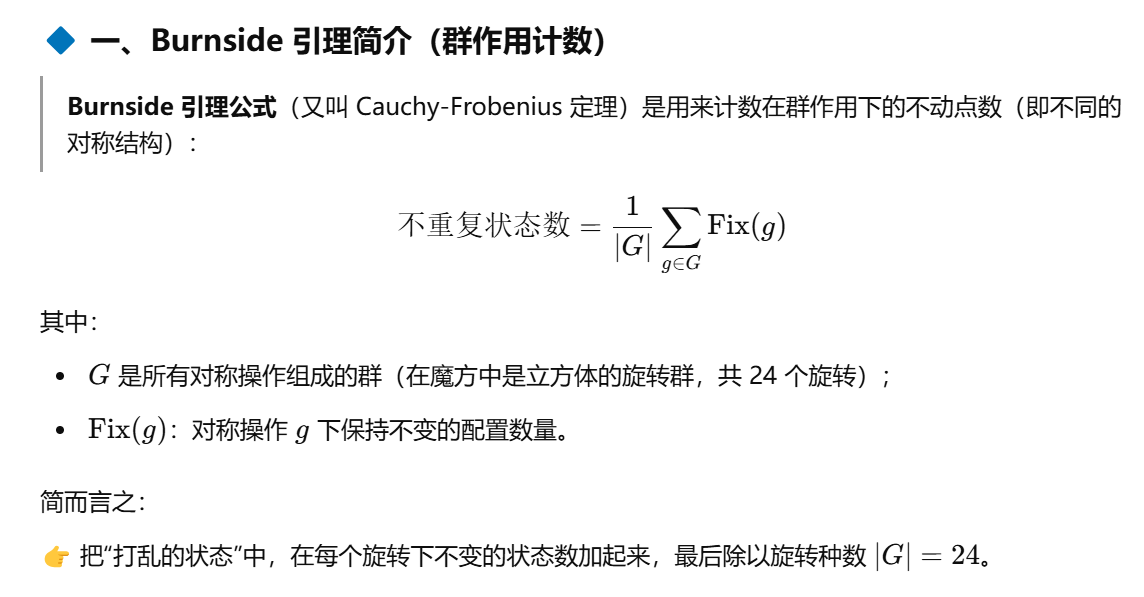 🔷 一、Burnside 引理简介（群作用计数）
Burnside 引理公式（又叫 Cauchy-Frobenius 定理）是用来计数在群作用下的不动点数（即不同的
对称结构）：
不重复状态数 = \frac{1}{|G|} \sum_{g \in G} Fix(g)
其中：
• G 是所有对称操作组成的群（在魔方中是立方体的旋转群，共 24 个旋转）；
• Fix(g)：对称操作 g 下保持不变的配置数量。
简而言之：
👉 把“打乱的状态”中，在每个旋转下不变的状态数加起来，最后除以旋转种数 |G| = 24。